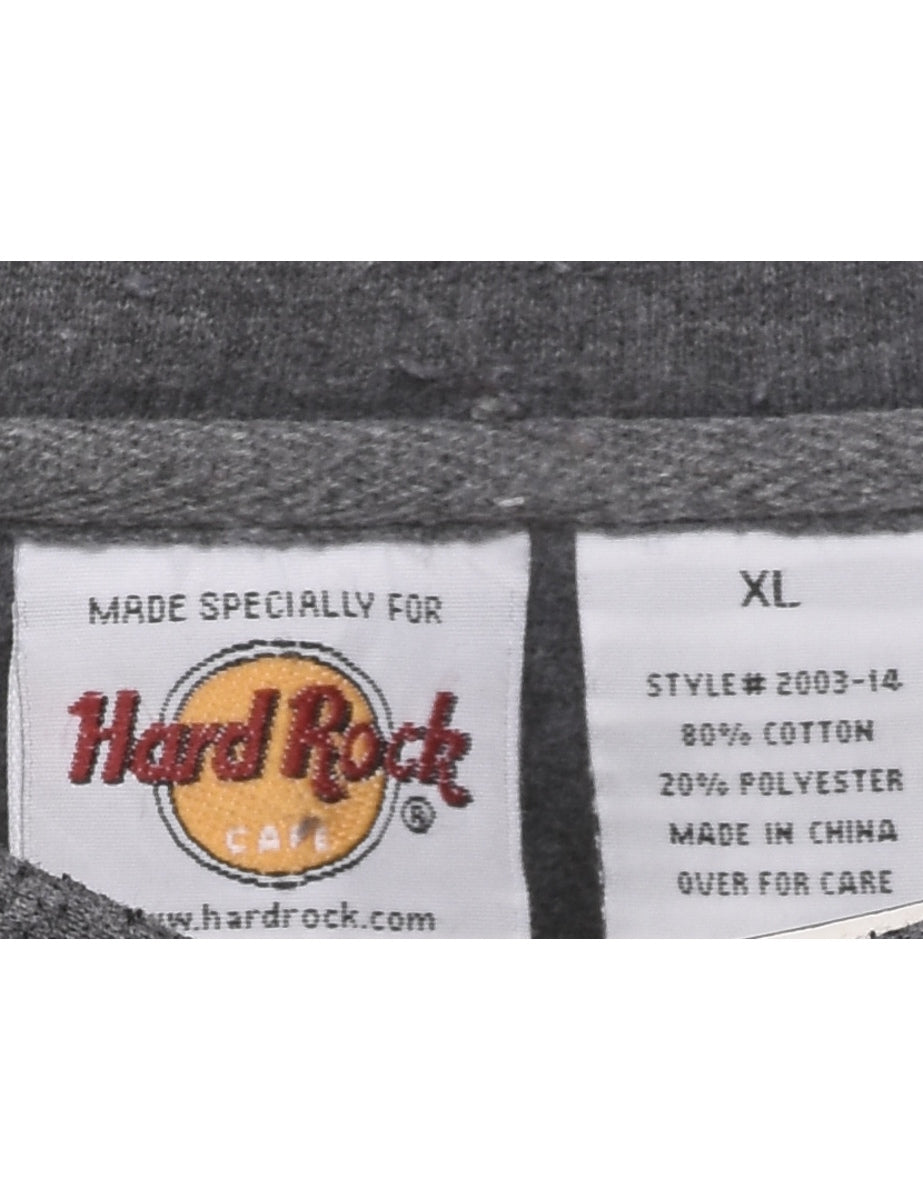 MADE SPECIALLY FOR
Hard Rock
CAFE
®
www.hardrock.com
XL
STYLE# 2003-14
80% COTTON
20% POLYESTER
MADE IN CHINA
OVER FOR CARE